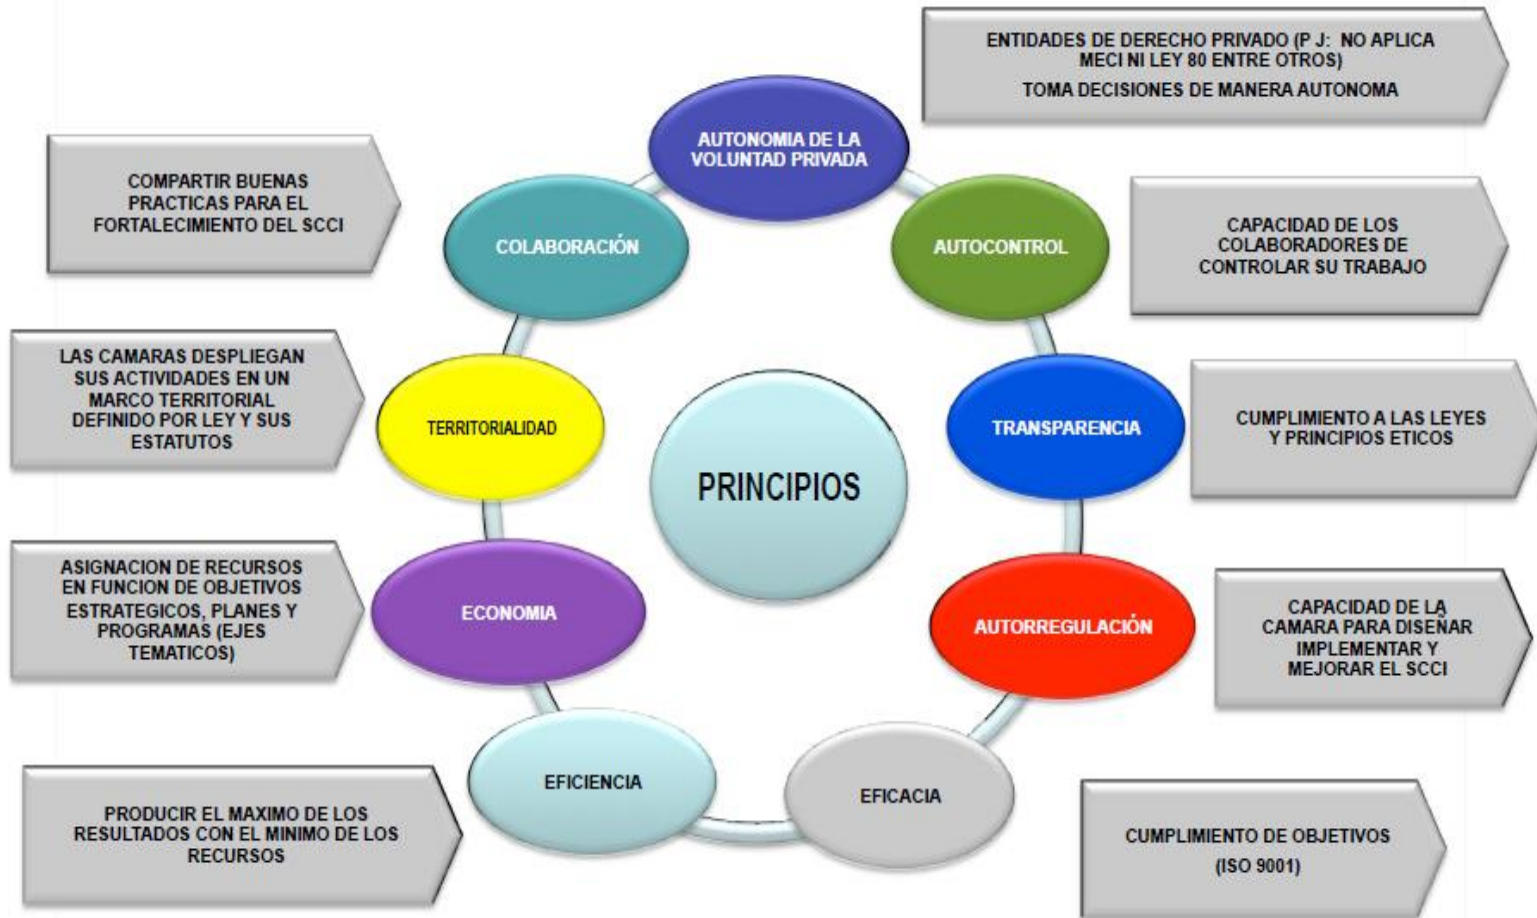 ENTIDADES DE DERECHO PRIVADO (P J: NO APLICA
MECI NI LEY 80 ENTRE OTROS)
TOMA DECISIONES DE MANERA AUTONOMA
AUTONOMIA DE LA
VOLUNTAD PRIVADA
COMPARTIR BUENAS
PRACTICAS PARA EL
FORTALECIMIENTO DEL SCCI
COLABORACIÓN
AUTOCONTROL
CAPACIDAD DE LOS
COLABORADORES DE
CONTROLAR SU TRABAJO
LAS CAMARAS DESPLIEGAN
SUS ACTIVIDADES EN UN
MARCO TERRITORIAL
DEFINIDO POR LEY Y SUS
ESTATUTOS
TERRITORIALIDAD
TRANSPARENCIA
CUMPLIMIENTO A LAS LEYES
Y PRINCIPIOS ETICOS
PRINCIPIOS
ASIGNACION DE RECURSOS
EN FUNCION DE OBJETIVOS
ESTRATEGICOS, PLANES Y
PROGRAMAS (EJES
TEMATICOS)
ECONOMIA
AUTORREGULACIÓN
CAPACIDAD DE LA
CAMARA PARA DISEÑAR
IMPLEMENTAR Y
MEJORAR EL SCCI
EFICIENCIA
EFICACIA
PRODUCIR EL MAXIMO DE LOS
RESULTADOS CON EL MINIMO DE LOS
RECURSOS
CUMPLIMIENTO DE OBJETIVOS
(ISO 9001)